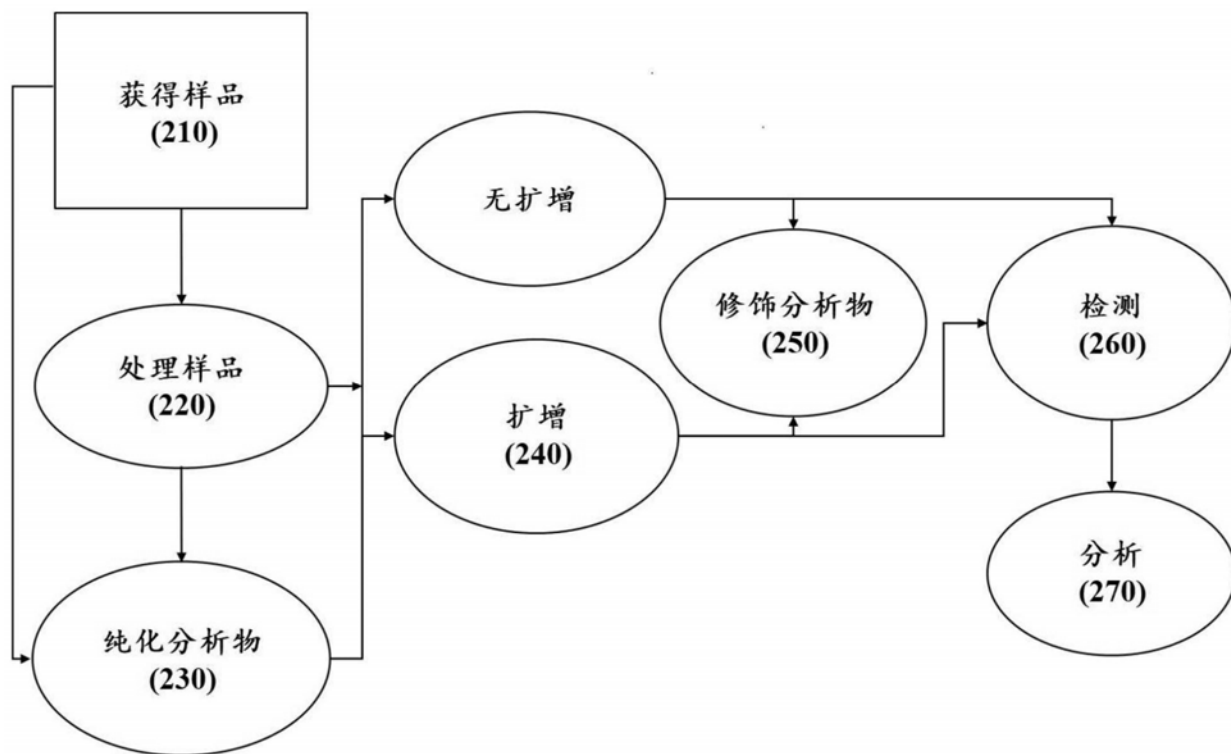 获得样品
(210)
无扩增
修饰分析物
(250)
检测
(260)
处理样品
(220)
扩增
(240)
分析
(270)
纯化分析物
(230)